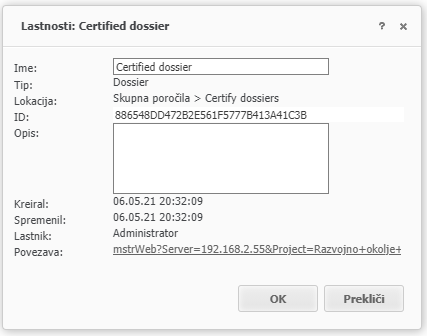 Lastnosti: Certified dossier ? ×
Ime: Certified dossier
Tip: Dossier
Lokacija: Skupna poročila > Certify dossiers
ID: 886548DD472B2E561F5777B413A41C3B
Opis:
Kreiral: 06.05.21 20:32:09
Spremenil: 06.05.21 20:32:09
Lastnik: Administrator
Povezava: mstrWeb?Server=192.168.2.55&Project=Razvojno+okolje+
OK Prekliči